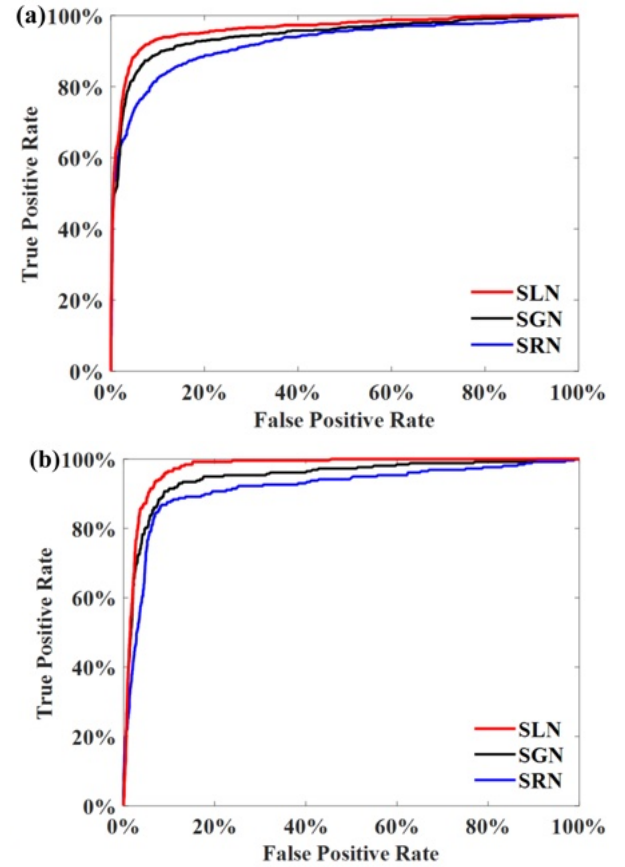 (a)
100%
80%
60%
40%
20%
0%
True Positive Rate
SLN
SGN
SRN
0% 20% 40% 60% 80% 100%
False Positive Rate
(b)
100%
80%
60%
40%
20%
0%
True Positive Rate
SLN
SGN
SRN
0% 20% 40% 60% 80% 100%
False Positive Rate